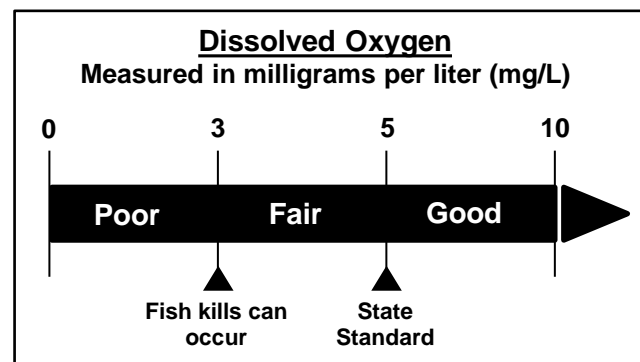 Dissolved Oxygen
Measured in milligrams per liter (mg/L)
0 3 5 10
Poor Fair Good
Fish kills can
occur
State
Standard